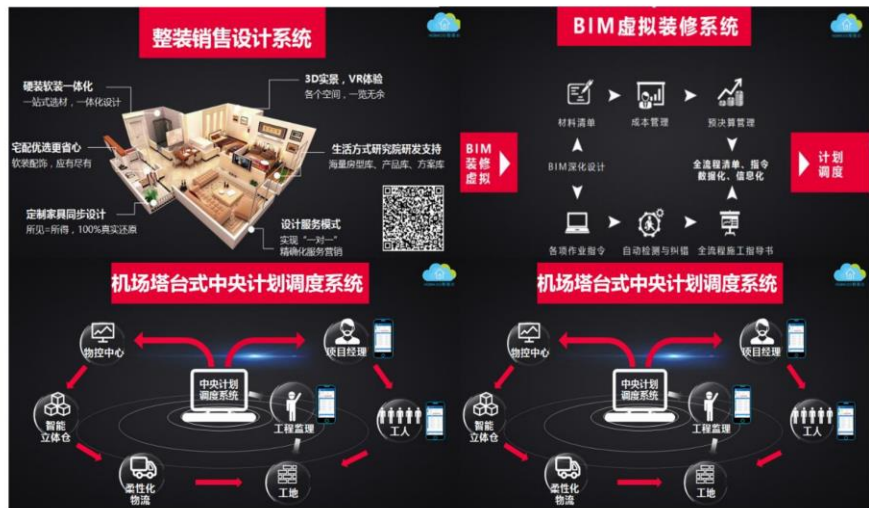 整装销售设计系统
硬装软装一体化
一站式选材，一体化设计
3D实景，VR体验
各个空间，一览无余
宅配优选更省心
软装配饰，应有尽有
生活方式研究院研发支持
海量房型库、产品库、方案库
定制家具同步设计
所见=所得，100%真实还原
设计服务模式
实现“一对一”
精确化服务营销
BIM虚拟装修系统
材料清单
成本管理
预决算管理
BIM
装修
虚拟
BIM深化设计
全流程清单、指令
数据化、信息化
计划
调度
各项作业指令
自动检测与纠错
全流程施工指导书
机场塔台式中央计划调度系统
物控中心
项目经理
中央计划
调度系统
智能
立体仓
工程监理
工人
柔性化
物流
工地
机场塔台式中央计划调度系统
物控中心
项目经理
中央计划
调度系统
智能
立体仓
工程监理
工人
柔性化
物流
工地